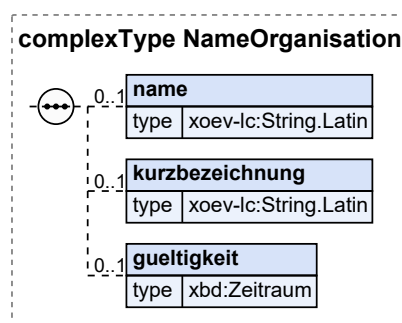 complexType NameOrganisation
0..1 name
type xoev-lc:String.Latin
0..1 kurzbezeichnung
type xoev-lc:String.Latin
0..1 gueltigkeit
type xbd:Zeitraum